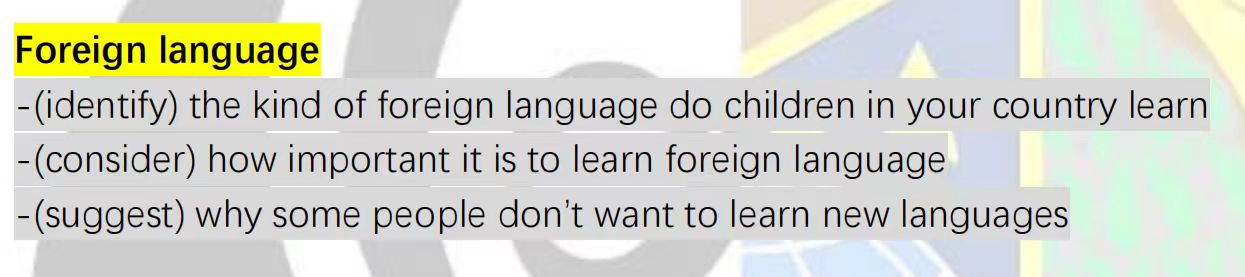 Foreign language
-(identify) the kind of foreign language do children in your country learn
-(consider) how important it is to learn foreign language
-(suggest) why some people don’t want to learn new languages